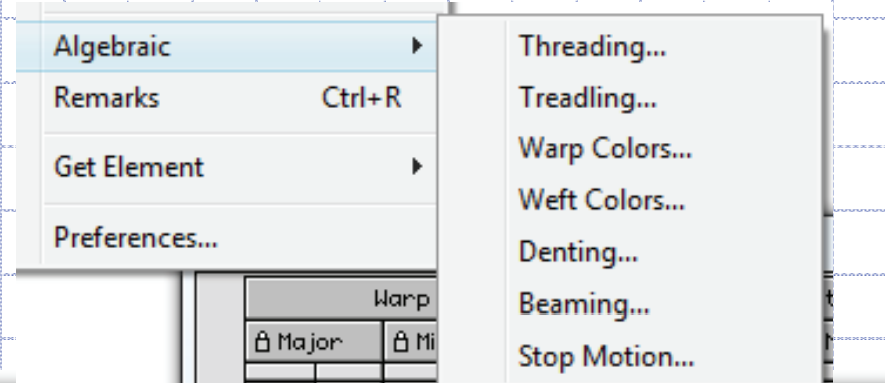 Algebraic
Remarks Ctrl+R
Get Element
Preferences...
Threading...
Treadling...
Warp Colors...
Weft Colors...
Denting...
Beaming...
Stop Motion...
Warp
Major